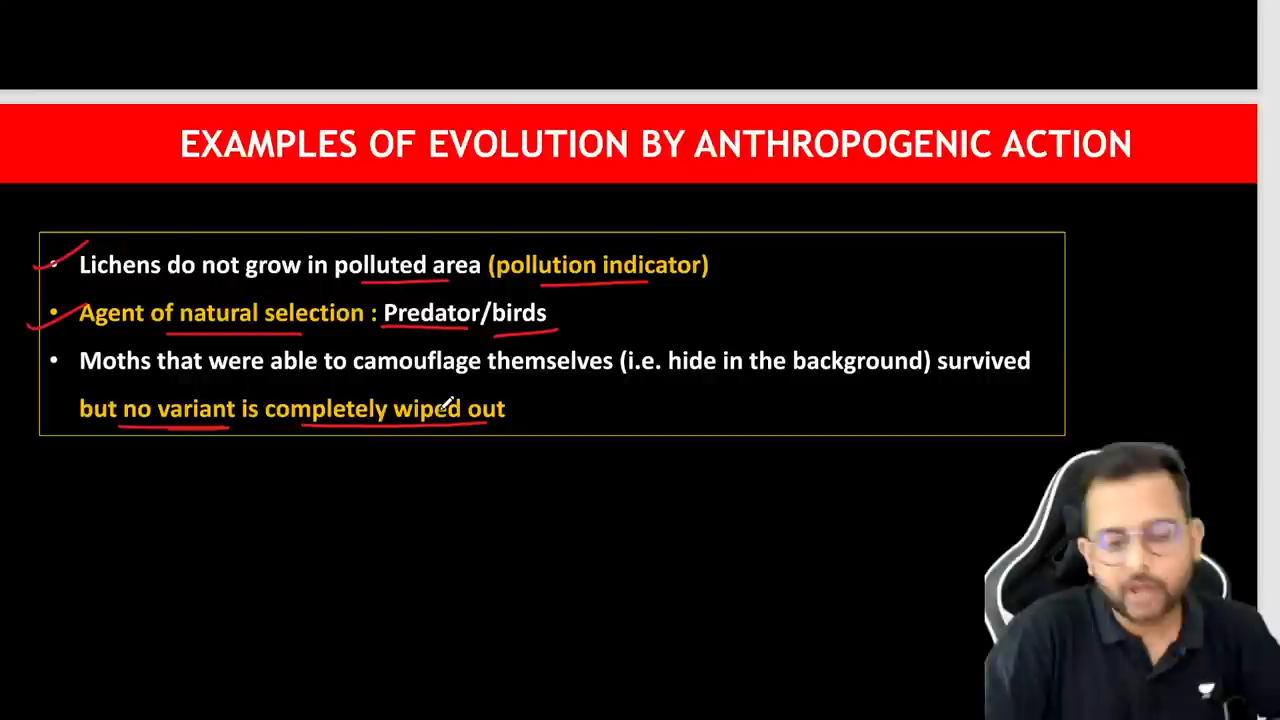 EXAMPLES OF EVOLUTION BY ANTHROPOGENIC ACTION
• Lichens do not grow in polluted area (pollution indicator)
• Agent of natural selection : Predator/birds
• Moths that were able to camouflage themselves (i.e. hide in the background) survived
but no variant is completely wiped out